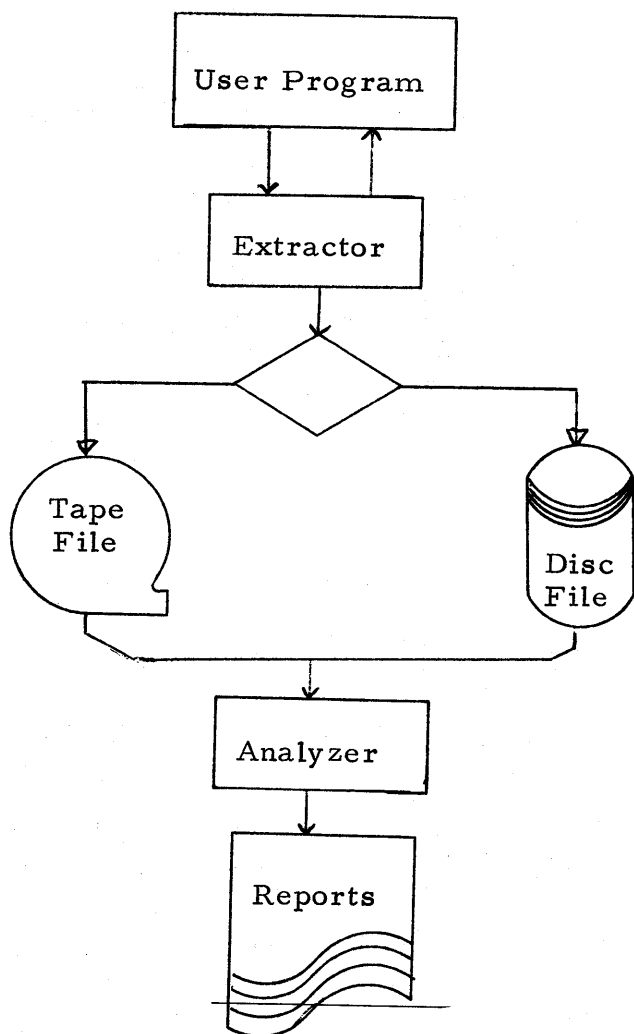 User Program
Extractor
Tape
File
Disc
File
Analyzer
Reports